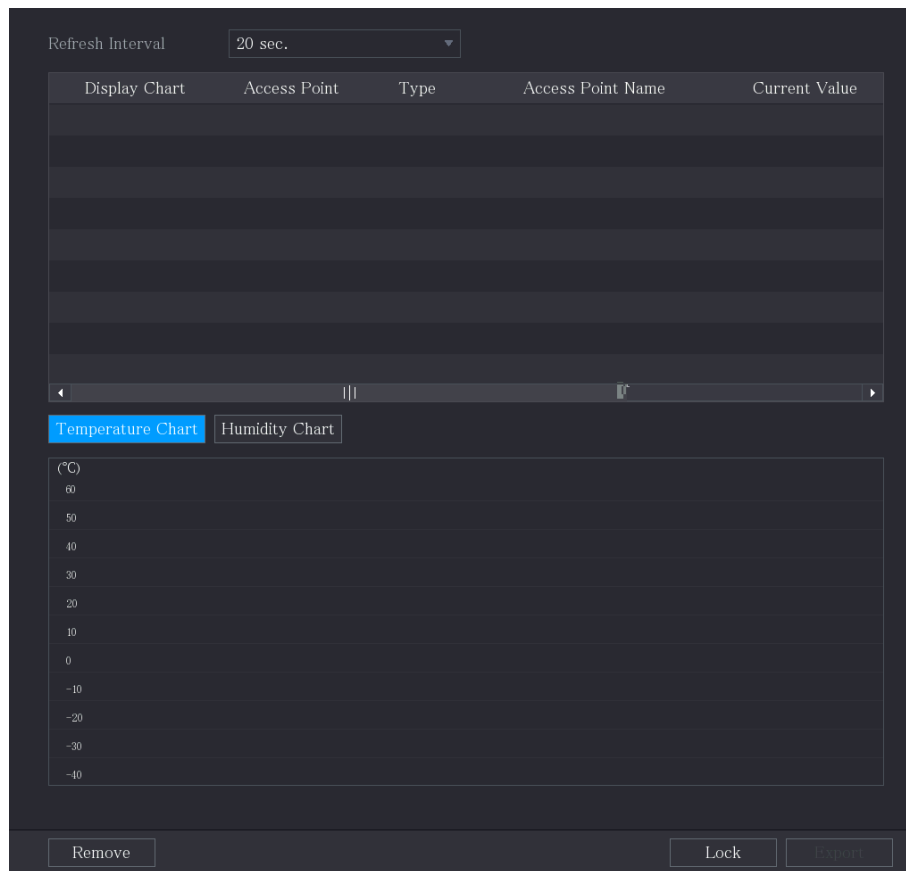 Refresh Interval 20 sec.
Display Chart Access Point Type Access Point Name Current Value
Temperature Chart Humidity Chart
(°C)
60
50
40
30
20
10
0
-10
-20
-30
-40
Remove Lock Export